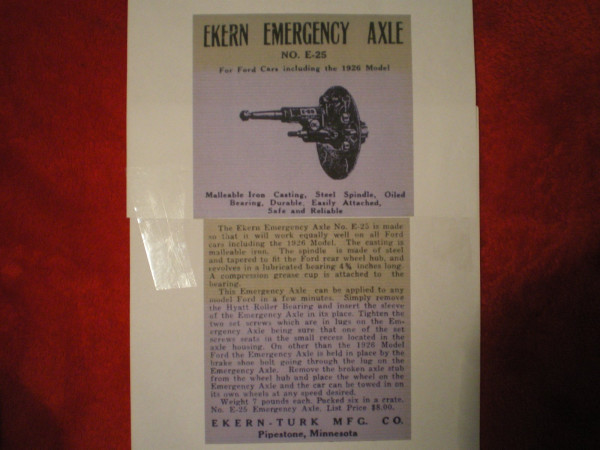 EKERN EMERGENCY AXLE
NO. E-25
For Ford Cars including the 1926 Model
Malleable Iron Casting, Steel Spindle, Oiled
Bearing, Durable, Easily Attached,
Safe and Reliable
The Ekern Emergency Axle No. E-25 is made
so that it will work equally well on all Ford
cars including the 1926 Model. The casting is
malleable iron. The spindle is made of steel
and tapered to fit the Ford rear wheel hub, and
revolves in a lubricated bearing 4¾ inches long.
A compression grease cup is attached to the
bearing.
This Emergency Axle can be applied to any
model Ford in a few minutes. Simply remove
the Hyatt Roller Bearing and insert the sleeve
of the Emergency Axle in its place. Tighten the
two set screws which are in lugs on the Em-
ergency Axle being sure that one of the set
screws seats in the small recess located in the
axle housing. On other than the 1926 Model
Ford the Emergency Axle is held in place by the
brake shoe bolt going through the lug on the
Emergency Axle. Remove the broken axle stub
from the wheel hub and place the wheel on the
Emergency Axle and the car can be towed in on
its own wheels at any speed desired.
Weight 7 pounds each. Packed six in a crate.
No. E-25 Emergency Axle. List Price $8.00.
EKERN-TURK MFG. CO.
Pipestone, Minnesota